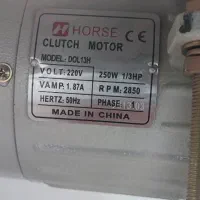 H HORSE CE
CLUTCH MOTOR
MODEL: DOL13H
VOLT: 220V 250W 1/3HP
VAMP. 1.87A RPM: 2850
HERTZ: 50Hz PHASE: 1
MADE IN CHINA